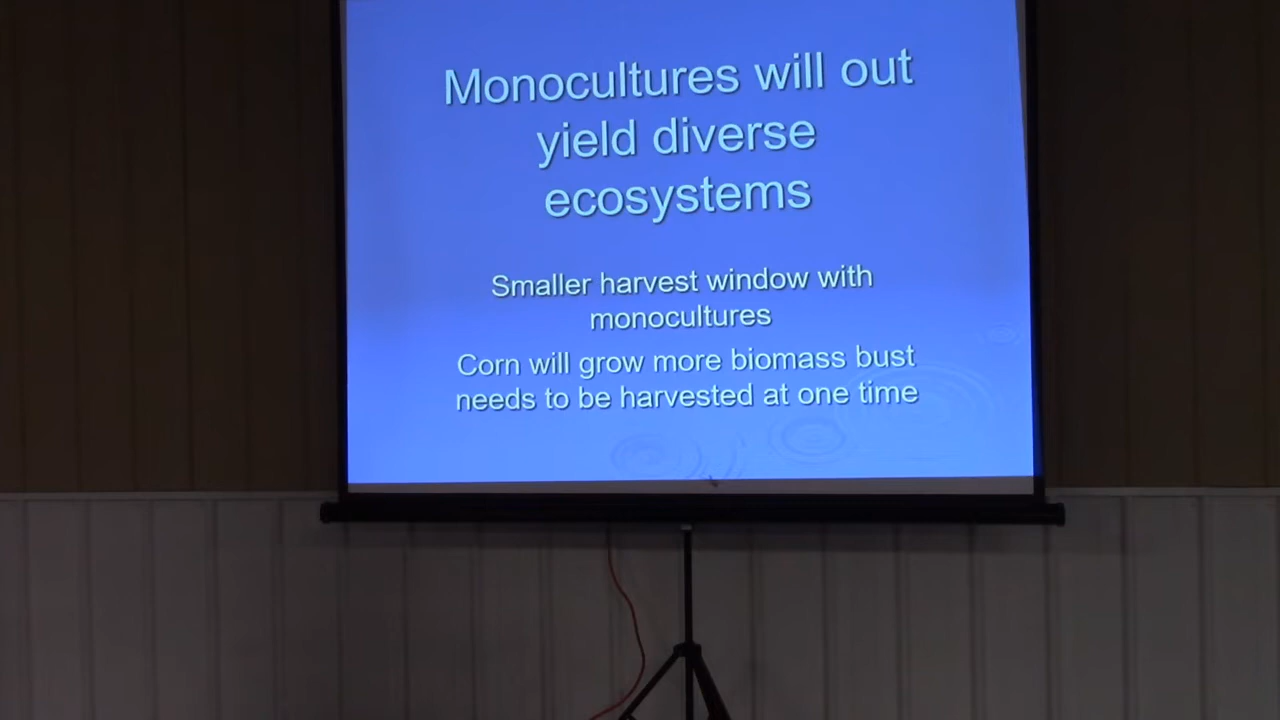 Monocultures will out
yield diverse
ecosystems
Smaller harvest window with
monocultures
Corn will grow more biomass bust
needs to be harvested at one time